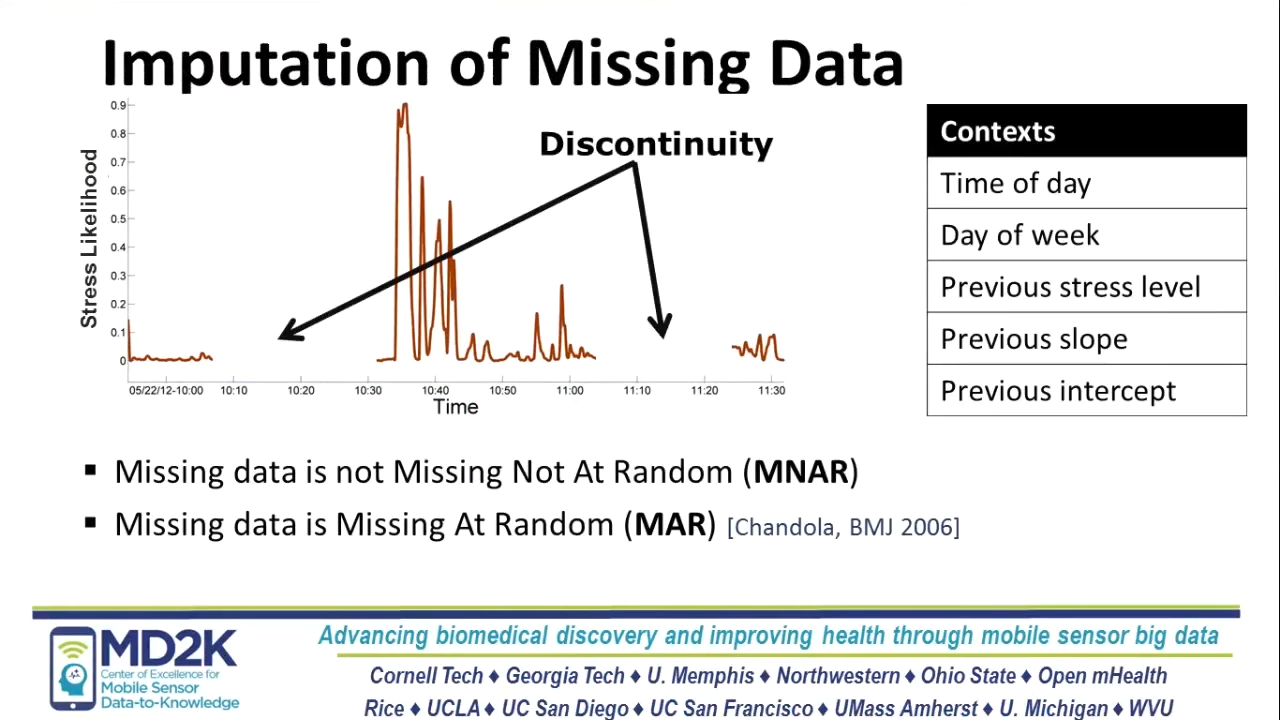 Imputation of Missing Data
0.9
0.8
0.7
0.6
0.5
0.4
0.3
0.2
0.1
0
Stress Likelihood
Discontinuity
05/22/12-10:00 10:10 10:20 10:30 10:40 10:50 11:00 11:10 11:20 11:30
Time
Contexts
Time of day
Day of week
Previous stress level
Previous slope
Previous intercept
▪ Missing data is not Missing Not At Random (MNAR)
▪ Missing data is Missing At Random (MAR) [Chandola, BMJ 2006]
MD2K
Center of Excellence for
Mobile Sensor
Data-to-Knowledge
Advancing biomedical discovery and improving health through mobile sensor big data
Cornell Tech ♦ Georgia Tech ♦ U. Memphis ♦ Northwestern ♦ Ohio State ♦ Open mHealth
Rice ♦ UCLA ♦ UC San Diego ♦ UC San Francisco ♦ UMass Amherst ♦ U. Michigan ♦ WVU